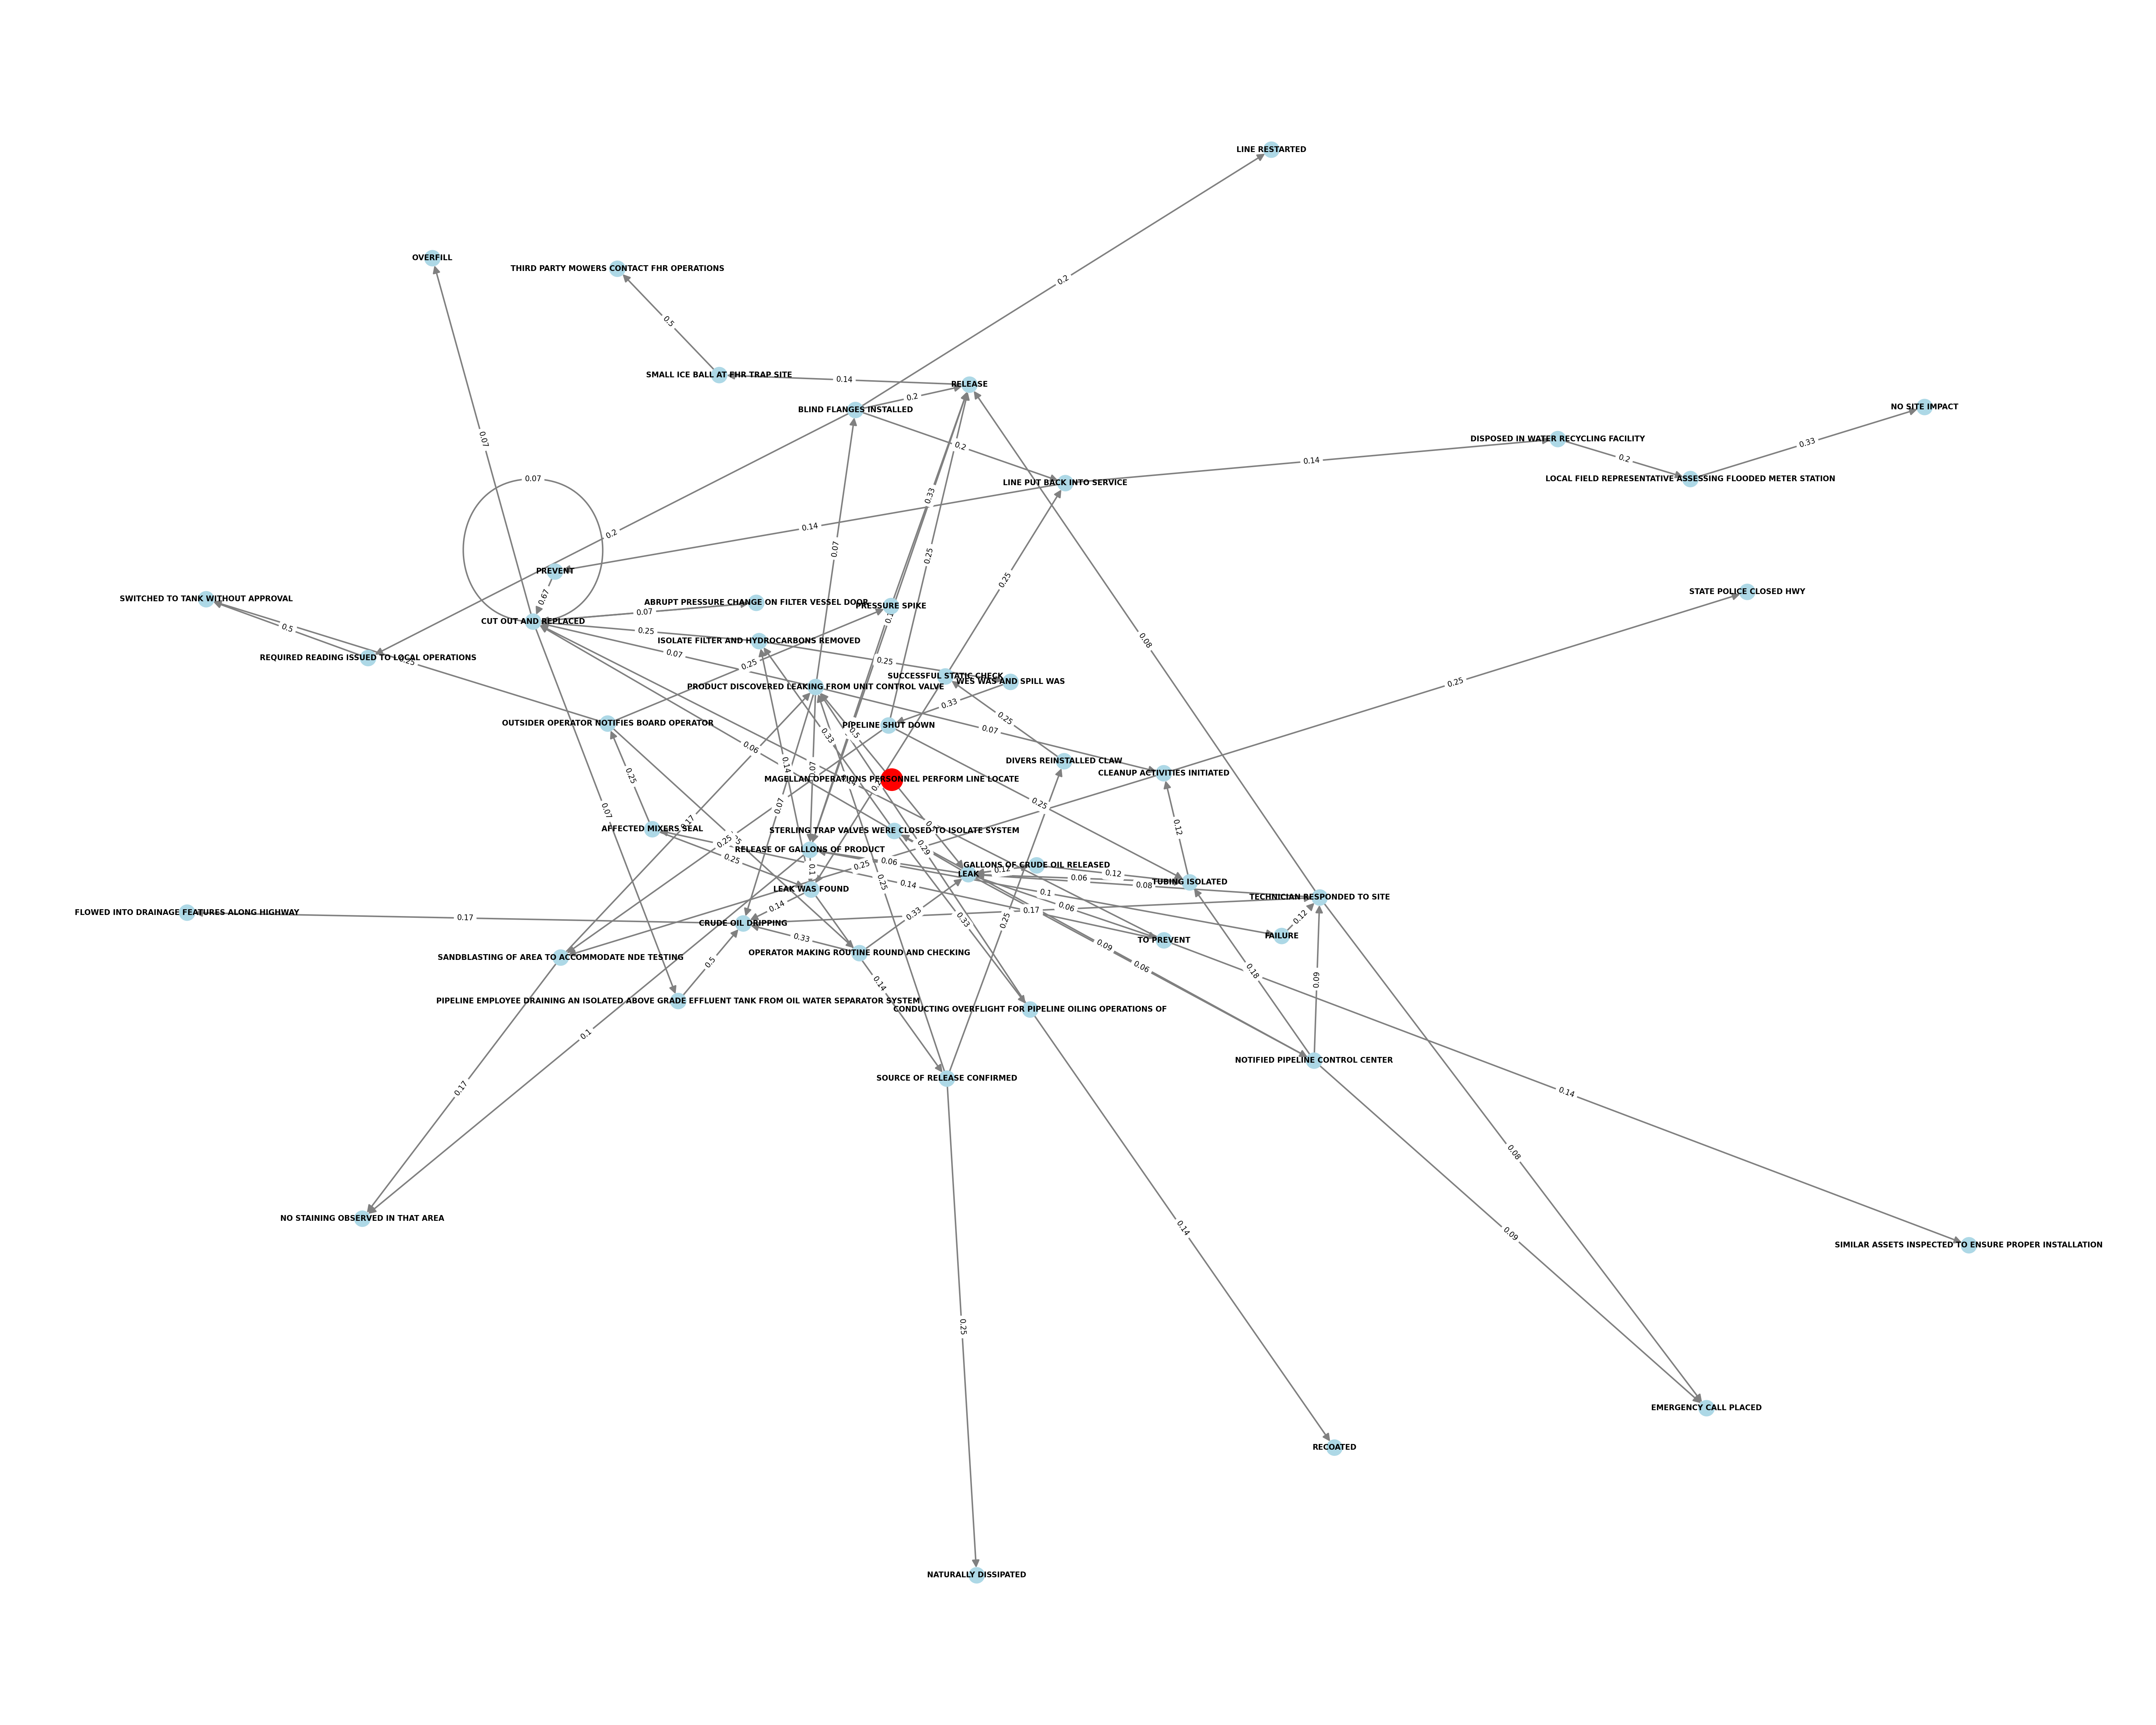 LINE RESTARTED
0.2
OVERFILL
THIRD PARTY MOWERS CONTACT FHR OPERATIONS
0.5
SMALL ICE BALL AT FHR TRAP SITE
0.14
RELEASE
0.2
BLIND FLANGES INSTALLED
NO SITE IMPACT
0.07
0.2
DISPOSED IN WATER RECYCLING FACILITY
0.33
0.14
0.2
0.07
LINE PUT BACK INTO SERVICE
LOCAL FIELD REPRESENTATIVE ASSESSING FLOODED METER STATION
0.33
0.14
0.2
0.07
0.25
PREVENT
0.25
0.67
STATE POLICE CLOSED HWY
SWITCHED TO TANK WITHOUT APPROVAL
ABRUPT PRESSURE CHANGE ON FILTER VESSEL DOOR
PRESSURE SPIKE
0.07
CUT OUT AND REPLACED
0.5
0.25
0.08
ISOLATE FILTER AND HYDROCARBONS REMOVED
REQUIRED READING ISSUED TO LOCAL OPERATIONS
0.25
0.07
0.25
0.25
SUCCESSFUL STATIC CHECK
WES WAS AND SPILL WAS
0.25
PRODUCT DISCOVERED LEAKING FROM UNIT CONTROL VALVE
0.33
0.25
OUTSIDER OPERATOR NOTIFIES BOARD OPERATOR
PIPELINE SHUT DOWN
0.07
0.33
0.5
0.06
DIVERS REINSTALLED CLAW
0.14
0.07
CLEANUP ACTIVITIES INITIATED
0.25
MAGELLAN OPERATIONS PERSONNEL PERFORM LINE LOCATE
0.07
0.07
0.25
0.17
0.12
AFFECTED MIXERS SEAL
STERLING TRAP VALVES WERE CLOSED TO ISOLATE SYSTEM
0.25
0.29
RELEASE OF GALLONS OF PRODUCT
0.25
0.06
0.25
GALLONS OF CRUDE OIL RELEASED
0.12
0.12
LEAK
0.06
0.08
TUBING ISOLATED
0.25
0.14
LEAK WAS FOUND
0.1
TECHNICIAN RESPONDED TO SITE
0.14
0.06
FLOWED INTO DRAINAGE FEATURES ALONG HIGHWAY
0.17
0.33
0.17
0.12
CRUDE OIL DRIPPING
0.33
0.25
FAILURE
0.33
TO PREVENT
0.09
SANDBLASTING OF AREA TO ACCOMMODATE NDE TESTING
OPERATOR MAKING ROUTINE ROUND AND CHECKING
0.5
0.06
0.18
0.14
0.09
PIPELINE EMPLOYEE DRAINING AN ISOLATED ABOVE GRADE EFFLUENT TANK FROM OIL WATER SEPARATOR SYSTEM
CONDUCTING OVERFLIGHT FOR PIPELINE OILING OPERATIONS OF
0.1
NOTIFIED PIPELINE CONTROL CENTER
SOURCE OF RELEASE CONFIRMED
0.17
0.14
0.08
NO STAINING OBSERVED IN THAT AREA
0.14
0.09
SIMILAR ASSETS INSPECTED TO ENSURE PROPER INSTALLATION
0.25
EMERGENCY CALL PLACED
RECOATED
NATURALLY DISSIPATED